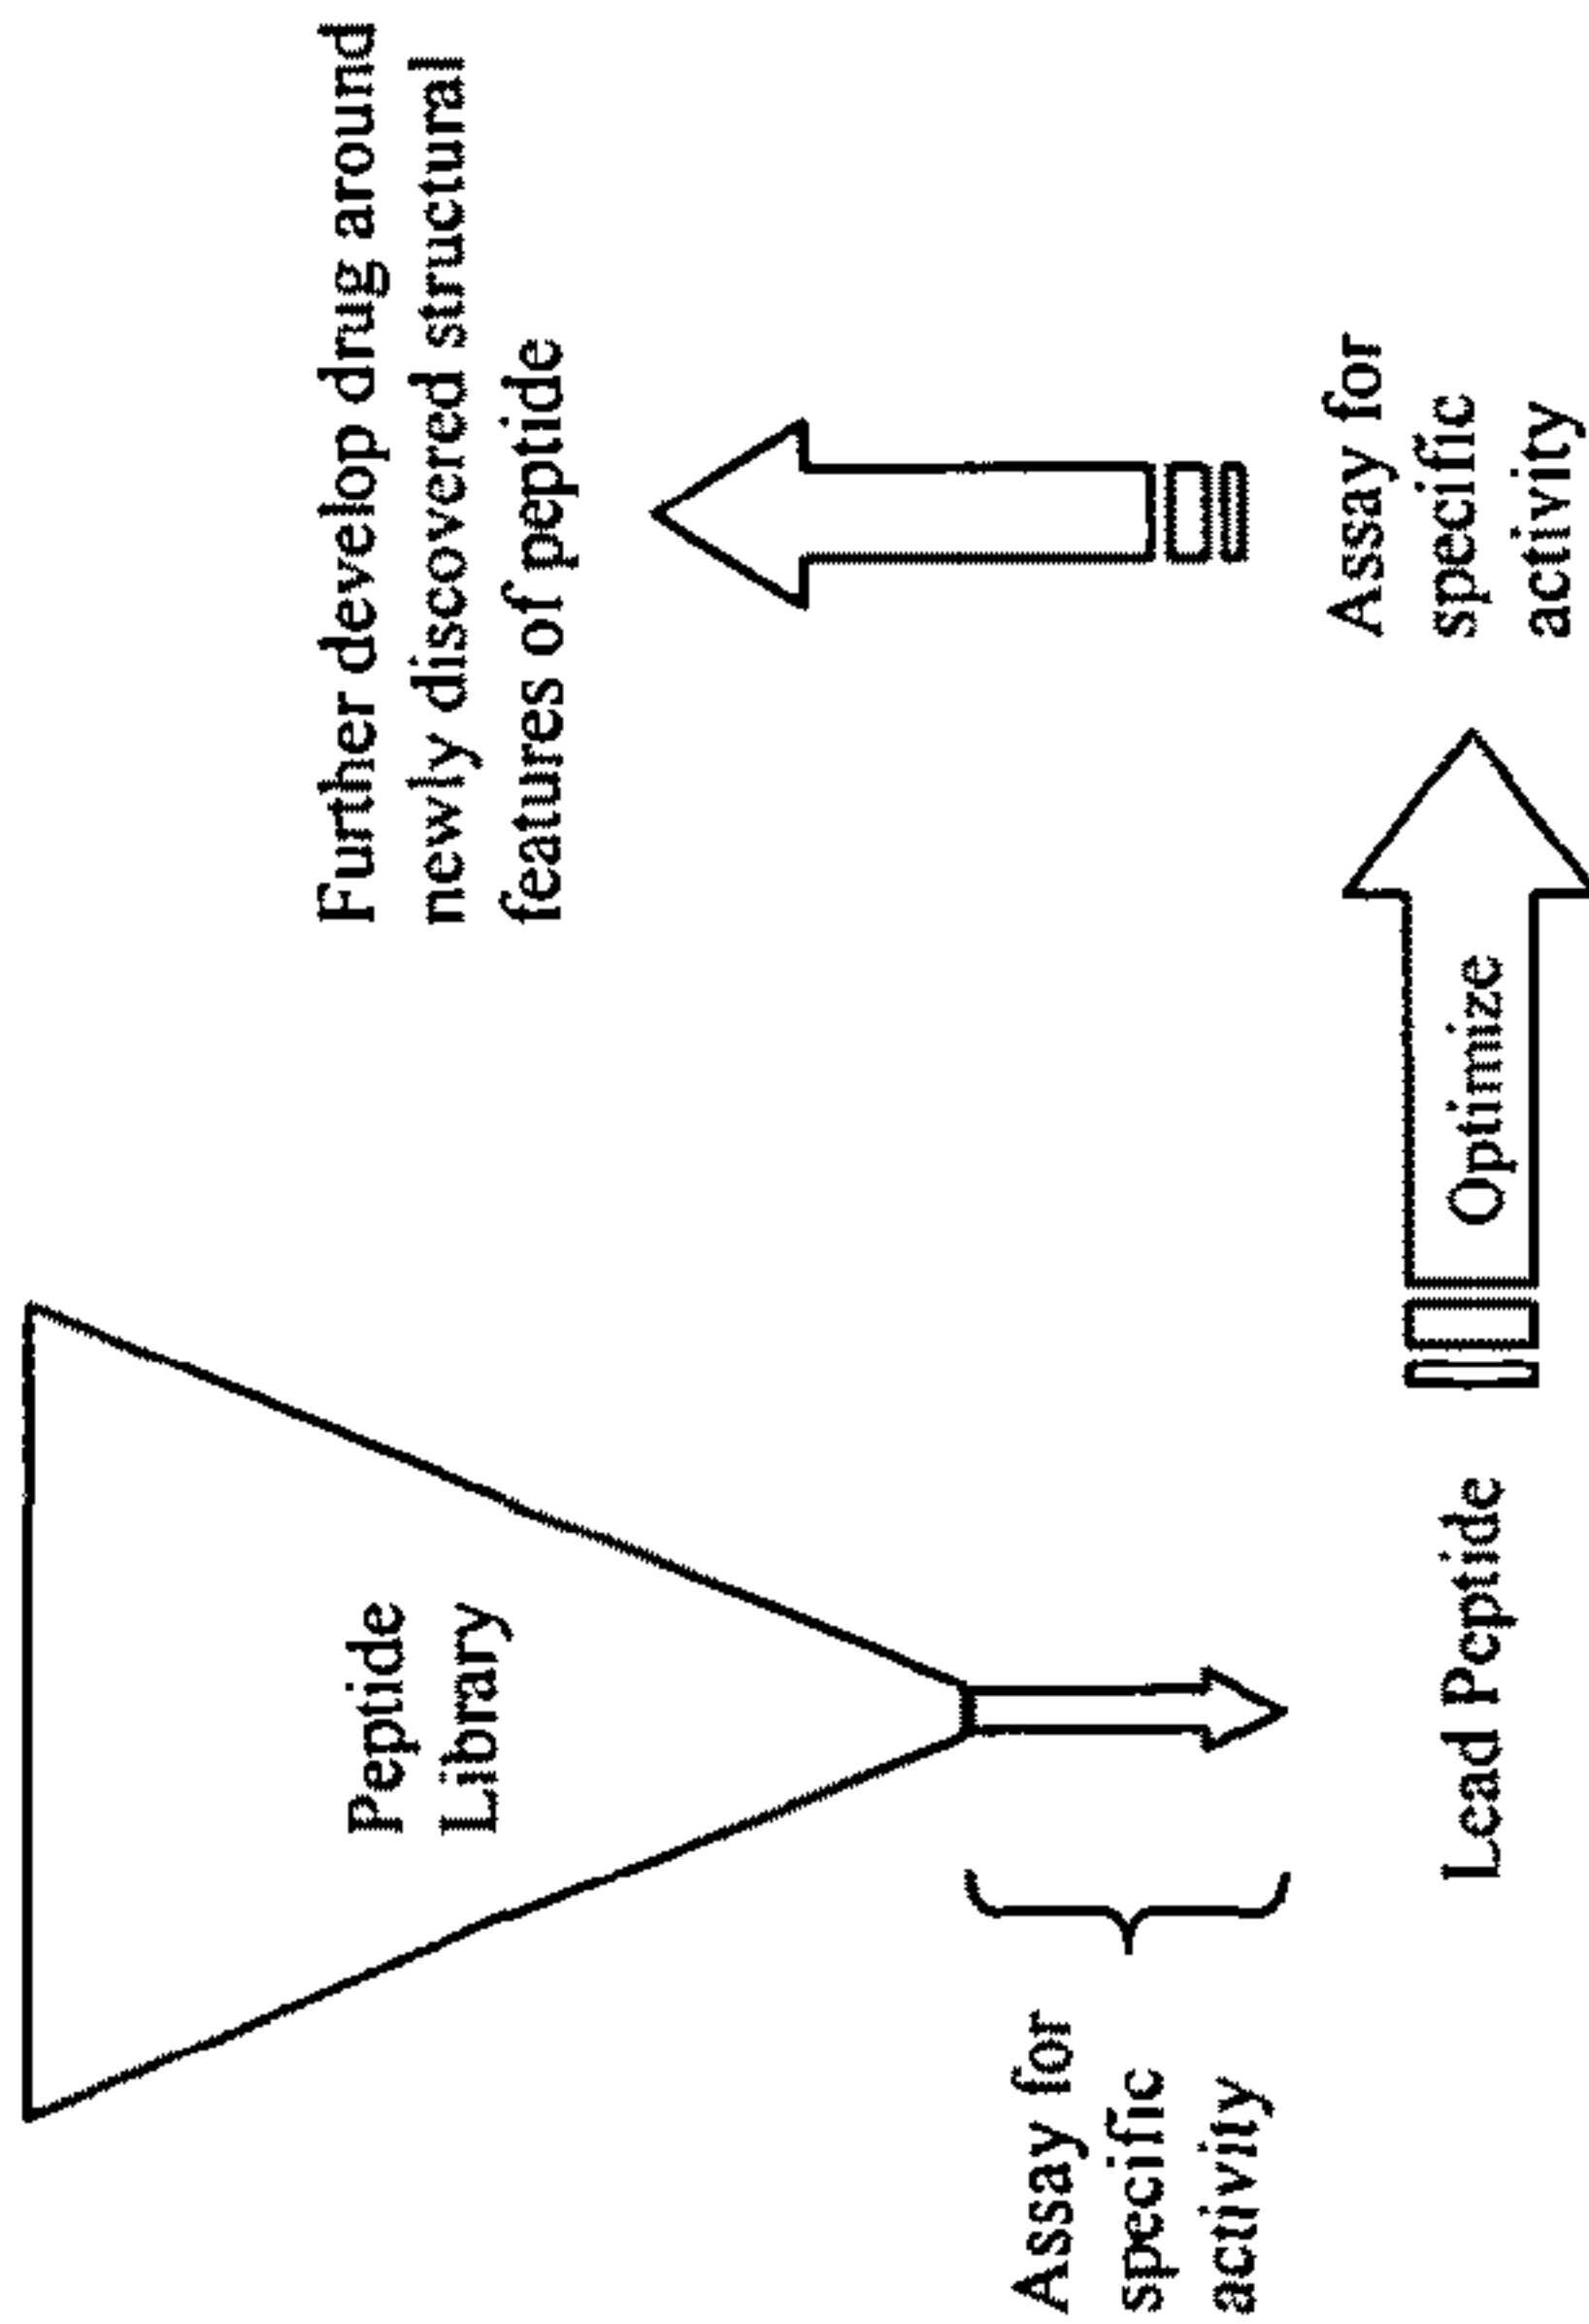 Peptide
Library
Assay for
specific
activity
Lead Peptide
Optimize
Assay for
specific
activity
Further develop drug around
newly discovered structural
features of peptide